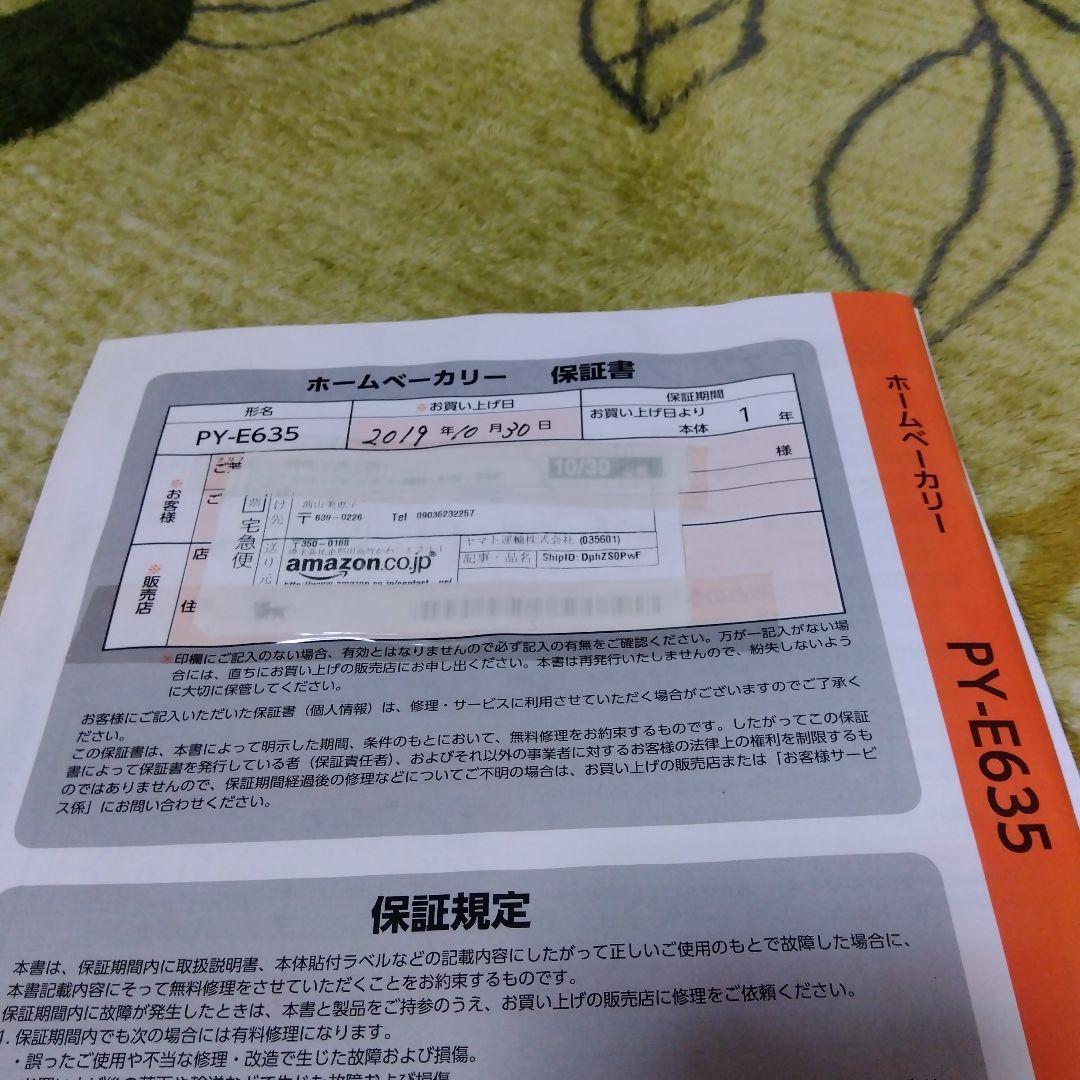 ホームベーカリー 保証書
形名
※お買い上げ日
保証期間
PY-E635
2019 年 10 月 30 日
お買い上げ日より
本体 1 年
※お客様
ご
様
10/30
ご
け先
〒639-0226 Tel 09036232257
宅急便
〒350-0168
ヤマト運輸株式会社 (035601)
送り元
amazon.co.jp
記事・品名 ShipID: DphZS0PwF
※販売店
店
住
※印欄にご記入のない場合、有効とはなりませんので必ず記入の有無をご確認ください。万が一記入がない場
合には、直ちにお買い上げの販売店にお申し出ください。本書は再発行いたしませんので、紛失しないよう
に大切に保管してください。
お客様にご記入いただいた保証書（個人情報）は、修理・サービスに利用させていただく場合がございますのでご了承く
ださい。
この保証書は、本書によって明示した期間、条件のもとにおいて、無料修理をお約束するものです。したがってこの保証
書によって保証書を発行している者（保証責任者）、およびそれ以外の事業者に対するお客様の法律上の権利を制限するも
のではありませんので、保証期間経過後の修理などについてご不明の場合は、お買い上げの販売店または「お客様サービ
ス係」にお問い合わせください。
保証規定
本書は、保証期間内に取扱説明書、本体貼付ラベルなどの記載内容にしたがって正しいご使用のもとで故障した場合に、
本書記載内容にそって無料修理をさせていただくことをお約束するものです。
保証期間内に故障が発生したときは、本書と製品をご持参のうえ、お買い上げの販売店に修理をご依頼ください。
1. 保証期間内でも次の場合には有料修理になります。
・誤ったご使用や不当な修理・改造で生じた故障および損傷。
ホームベーカリー
PY-E635